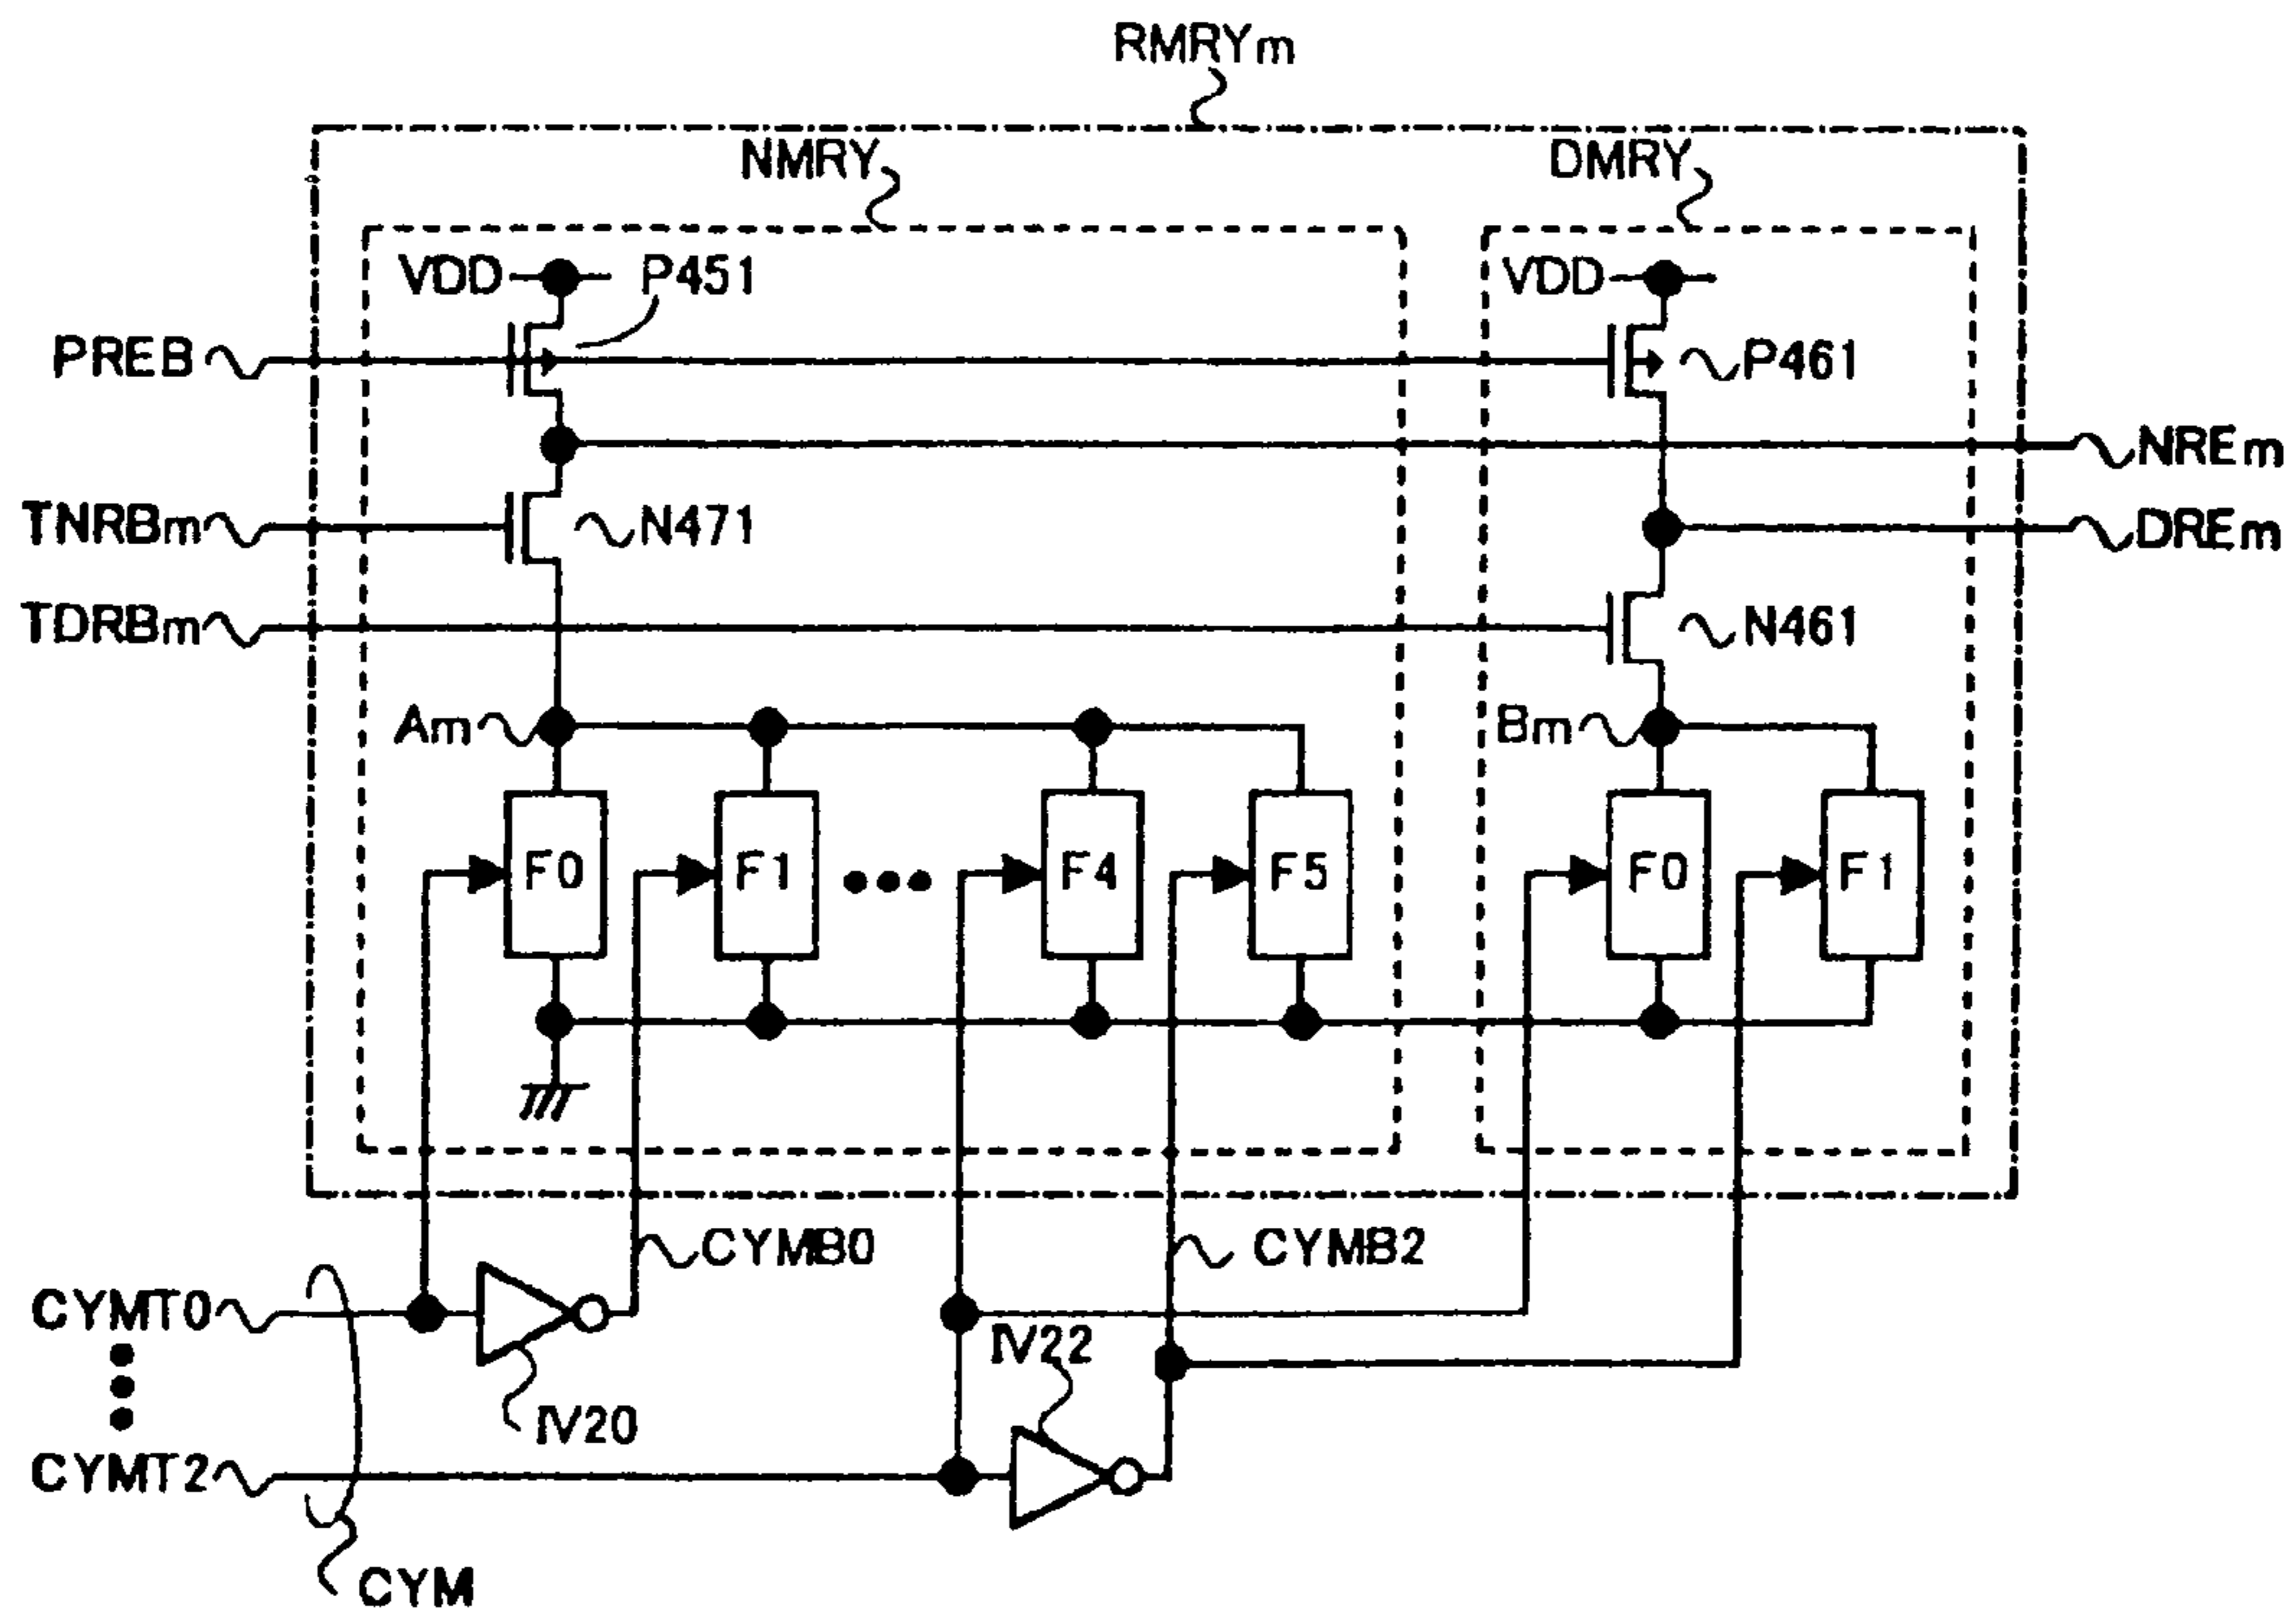 RMRYm
NMRY
DMRY
VDD
P451
VDD
PREB
P461
NREm
TNRBm
N471
DREm
TDRBm
N461
Am
Bm
F0
F1
F4
F5
F0
F1
CYMB0
CYMB2
CYMT0
IV22
IV20
CYMT2
CYM